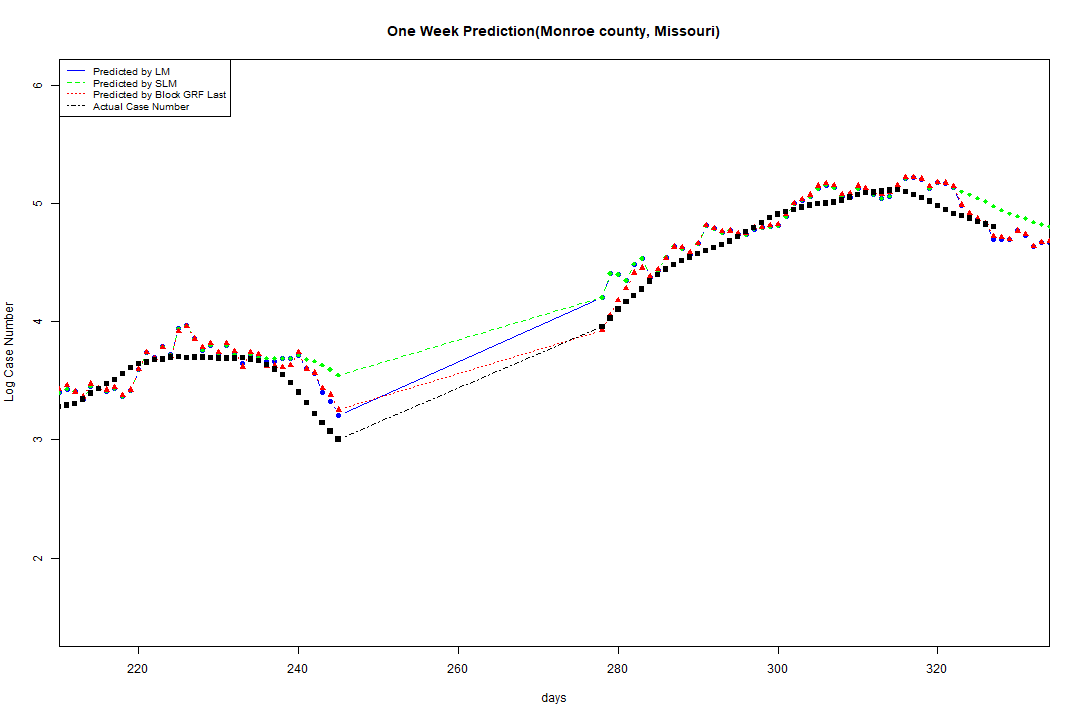 One Week Prediction(Monroe county, Missouri)
Predicted by LM
Predicted by SLM
Predicted by Block GRF Last
Actual Case Number
6
5
4
3
2
Log Case Number
220 240 260 280 300 320
days